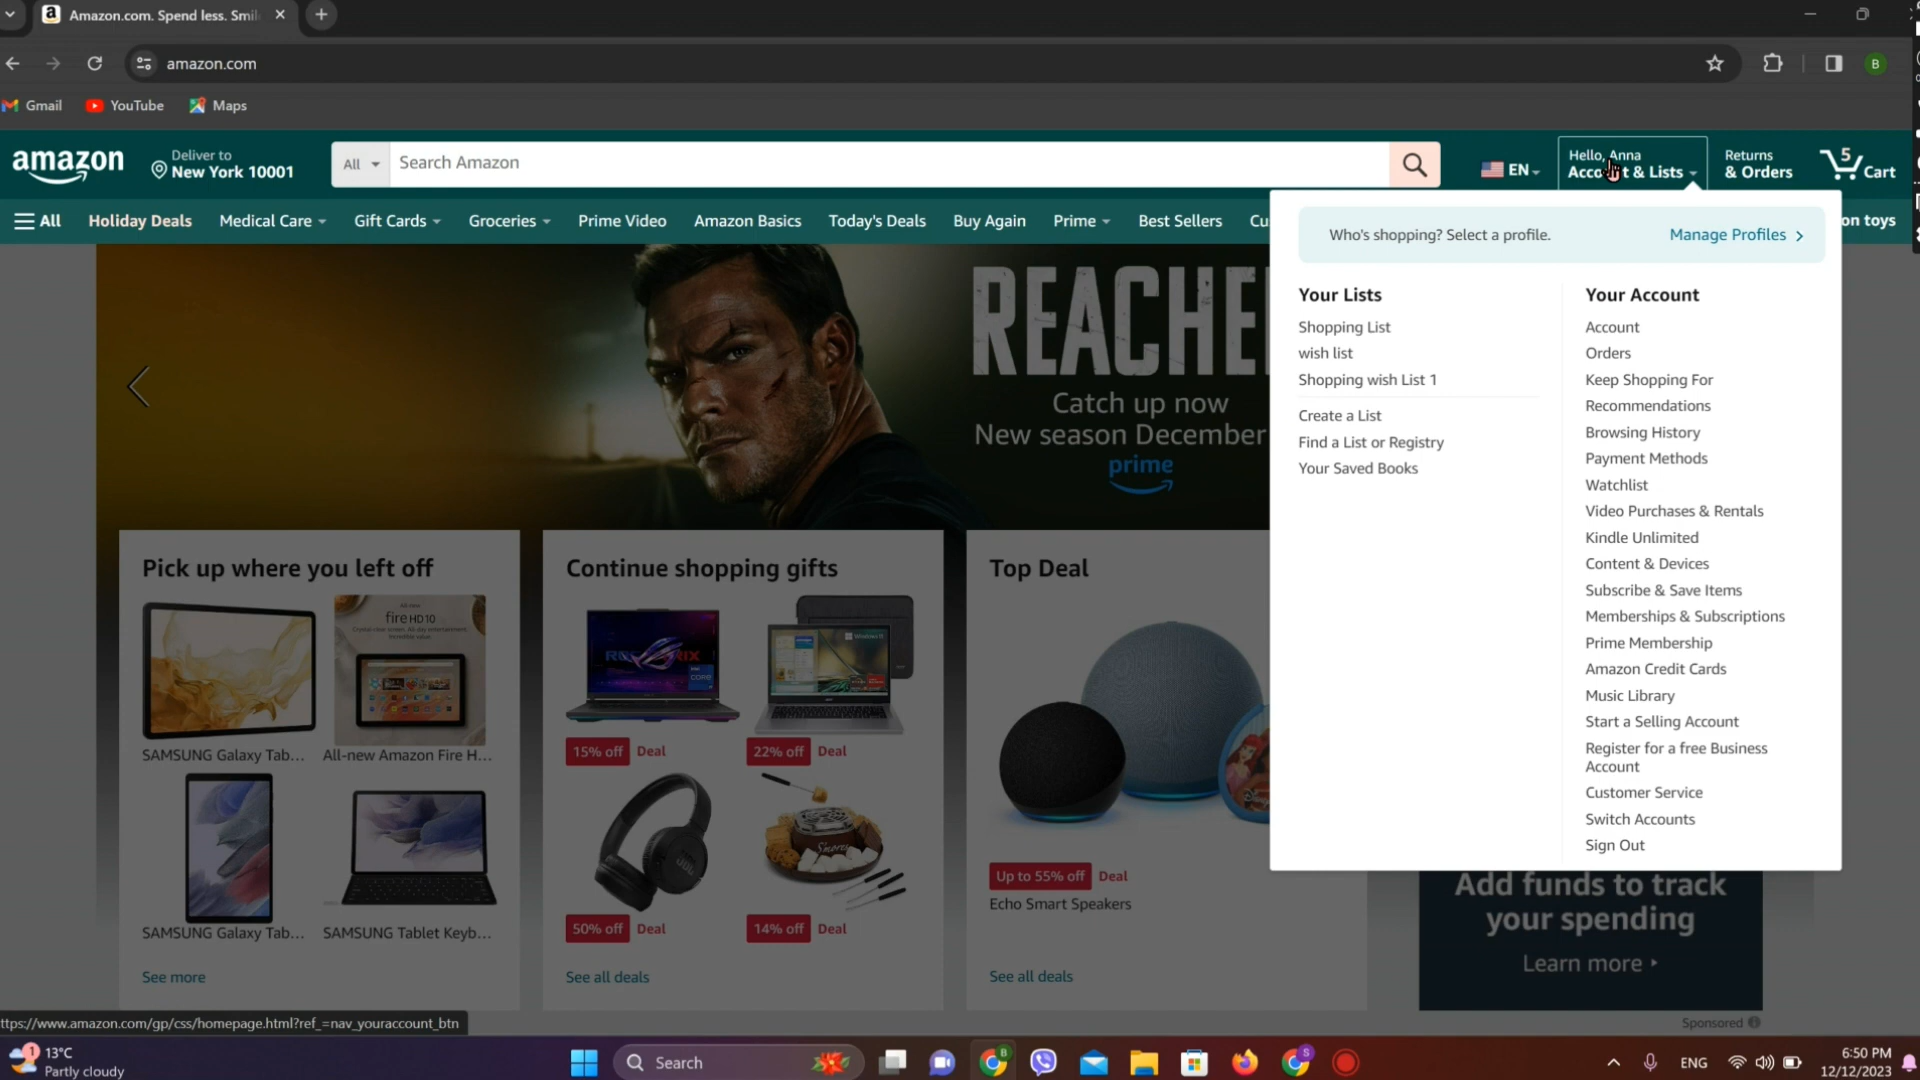 Amazon.com. Spend less. Smil
amazon.com
B
Gmail
YouTube
Maps
amazon
Deliver to
New York 10001
All
Search Amazon
EN
Hello, Anna
Account & Lists
Returns
& Orders
5
Cart
All
Holiday Deals
Medical Care
Gift Cards
Groceries
Prime Video
Amazon Basics
Today's Deals
Buy Again
Prime
Best Sellers
Cu
on toys
Who's shopping? Select a profile.
Manage Profiles
Your Lists
Shopping List
wish list
Shopping wish List 1
Create a List
Find a List or Registry
Your Saved Books
Your Account
Account
Orders
Keep Shopping For
Recommendations
Browsing History
Payment Methods
Watchlist
Video Purchases & Rentals
Kindle Unlimited
Content & Devices
Subscribe & Save Items
Memberships & Subscriptions
Prime Membership
Amazon Credit Cards
Music Library
Start a Selling Account
Register for a free Business
Account
Customer Service
Switch Accounts
Sign Out
REACHE
Catch up now
New season December
prime
Pick up where you left off
fire HD 10
SAMSUNG Galaxy Tab...
All-new Amazon Fire H...
SAMSUNG Galaxy Tab...
SAMSUNG Tablet Keyb...
See more
Continue shopping gifts
15% off Deal
22% off Deal
JBL
S'mores
50% off Deal
14% off Deal
See all deals
Top Deal
Up to 55% off Deal
Echo Smart Speakers
See all deals
Add funds to track
your spending
Learn more
Sponsored
ttps://www.amazon.com/gp/css/homepage.html?ref_=nav_youraccount_btn
1
13°C
Partly cloudy
Search
B
S
ENG
6:50 PM
12/12/2023